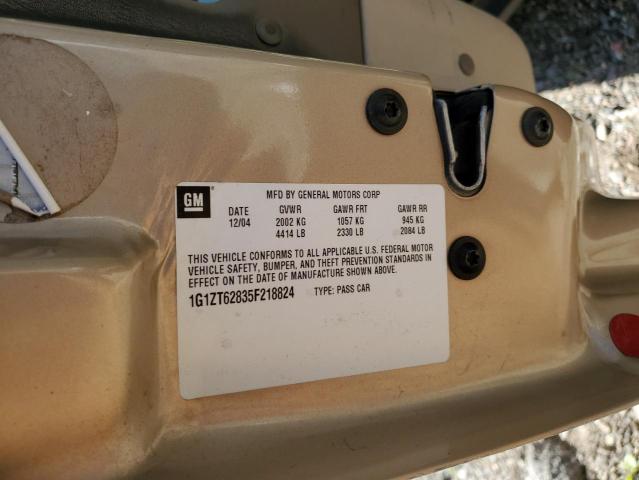 GM
MFD BY GENERAL MOTORS CORP
DATE GVWR GAWR FRT GAWR RR
12/04 2002 KG 1057 KG 945 KG
4414 LB 2330 LB 2084 LB
THIS VEHICLE CONFORMS TO ALL APPLICABLE U.S. FEDERAL MOTOR
VEHICLE SAFETY, BUMPER, AND THEFT PREVENTION STANDARDS IN
EFFECT ON THE DATE OF MANUFACTURE SHOWN ABOVE.
1G1ZT62835F218824 TYPE: PASS CAR